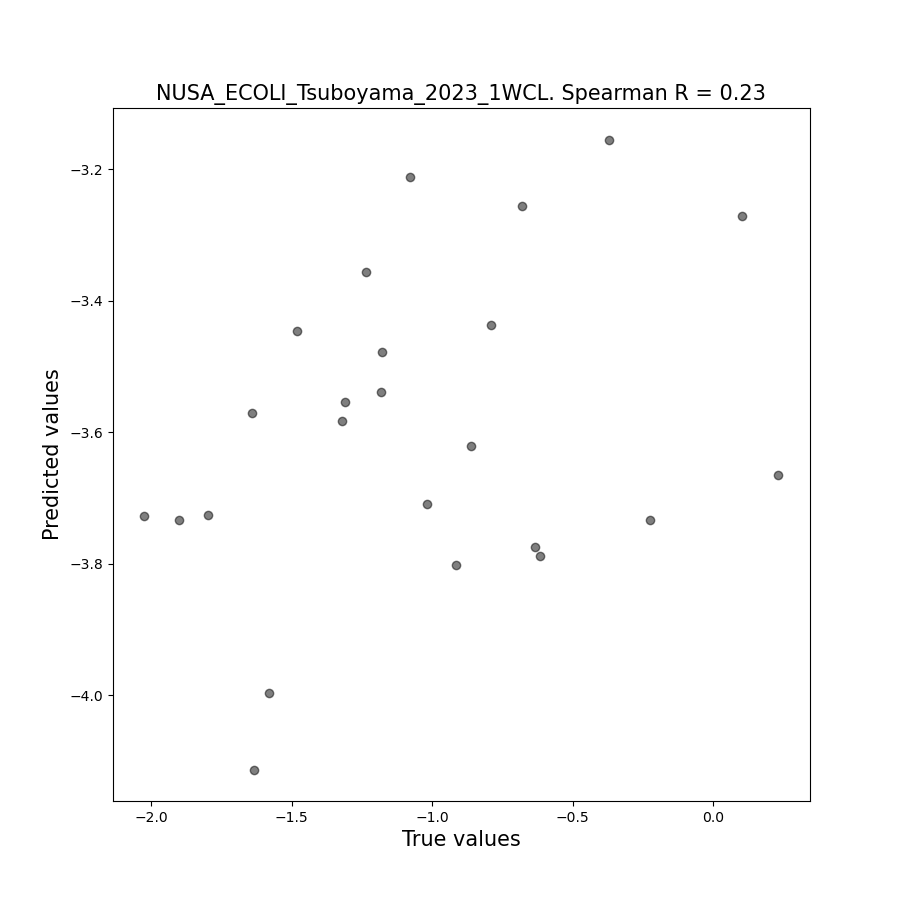 NUSA_ECOLI_Tsuboyama_2023_1WCL. Spearman R = 0.23
−3.2
−3.4
−3.6
−3.8
−4.0
Predicted values
−2.0 −1.5 −1.0 −0.5 0.0
True values